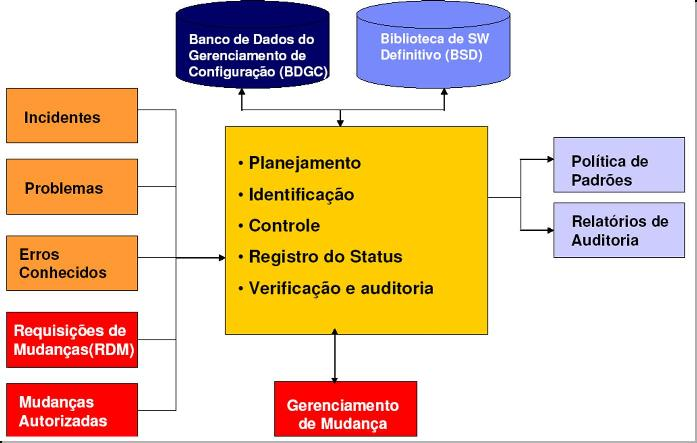 Banco de Dados do
Gerenciamento de
Configuração (BDGC)
Biblioteca de SW
Definitivo (BSD)
Incidentes
Problemas
Erros
Conhecidos
Requisições de
Mudanças(RDM)
Mudanças
Autorizadas
• Planejamento
• Identificação
• Controle
• Registro do Status
• Verificação e auditoria
Política de
Padrões
Relatórios de
Auditoria
Gerenciamento
de Mudança